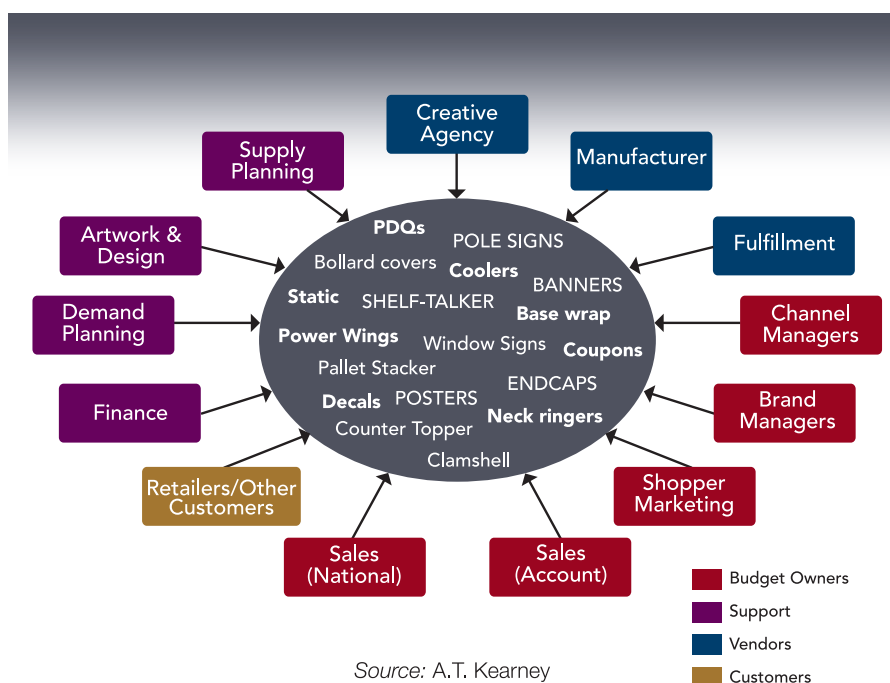 Creative
Agency
Supply
Planning
Manufacturer
Artwork &
Design
Fulfillment
Demand
Planning
Channel
Managers
Finance
Brand
Managers
Retailers/Other
Customers
Shopper
Marketing
Sales
(National)
Sales
(Account)
PDQs
POLE SIGNS
Bollard covers
Coolers
BANNERS
Static
SHELF-TALKER
Base wrap
Power Wings
Window Signs
Coupons
Pallet Stacker
ENDCAPS
Decals
POSTERS
Neck ringers
Counter Topper
Clamshell
Budget Owners
Support
Vendors
Customers
Source: A.T. Kearney